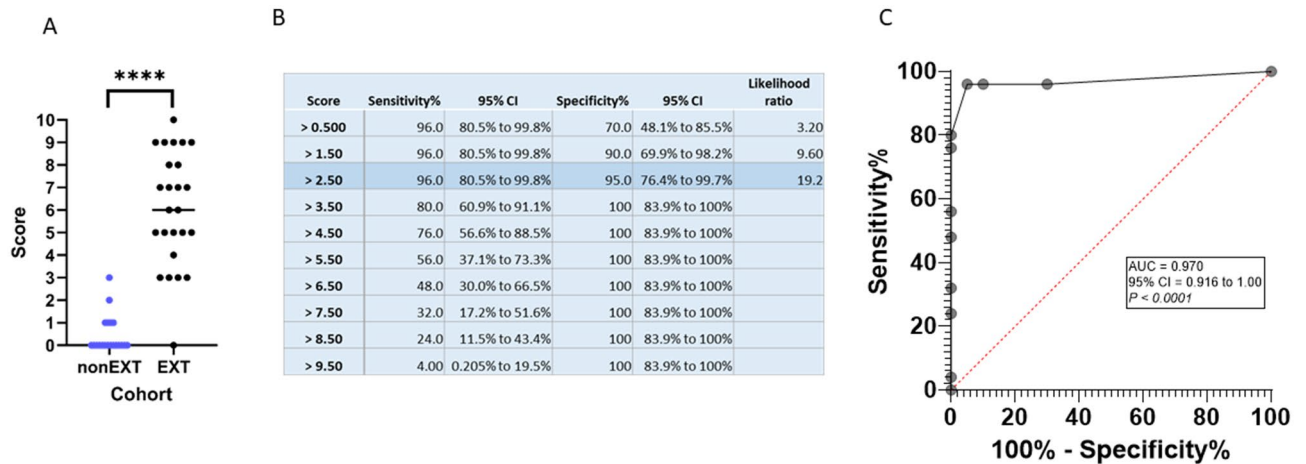 A
****
10
9
8
7
6
5
4
3
2
1
0
Score
nonEXT EXT
Cohort
B
Score Sensitivity% 95% CI Specificity% 95% CI Likelihood ratio
> 0.500 96.0 80.5% to 99.8% 70.0 48.1% to 85.5% 3.20
> 1.50 96.0 80.5% to 99.8% 90.0 69.9% to 98.2% 9.60
> 2.50 96.0 80.5% to 99.8% 95.0 76.4% to 99.7% 19.2
> 3.50 80.0 60.9% to 91.1% 100 83.9% to 100%
> 4.50 76.0 56.6% to 88.5% 100 83.9% to 100%
> 5.50 56.0 37.1% to 73.3% 100 83.9% to 100%
> 6.50 48.0 30.0% to 66.5% 100 83.9% to 100%
> 7.50 32.0 17.2% to 51.6% 100 83.9% to 100%
> 8.50 24.0 11.5% to 43.4% 100 83.9% to 100%
> 9.50 4.00 0.205% to 19.5% 100 83.9% to 100%
C
100
80
60
40
20
0
Sensitivity%
AUC = 0.970
95% CI = 0.916 to 1.00
P < 0.0001
0 20 40 60 80 100
100% - Specificity%